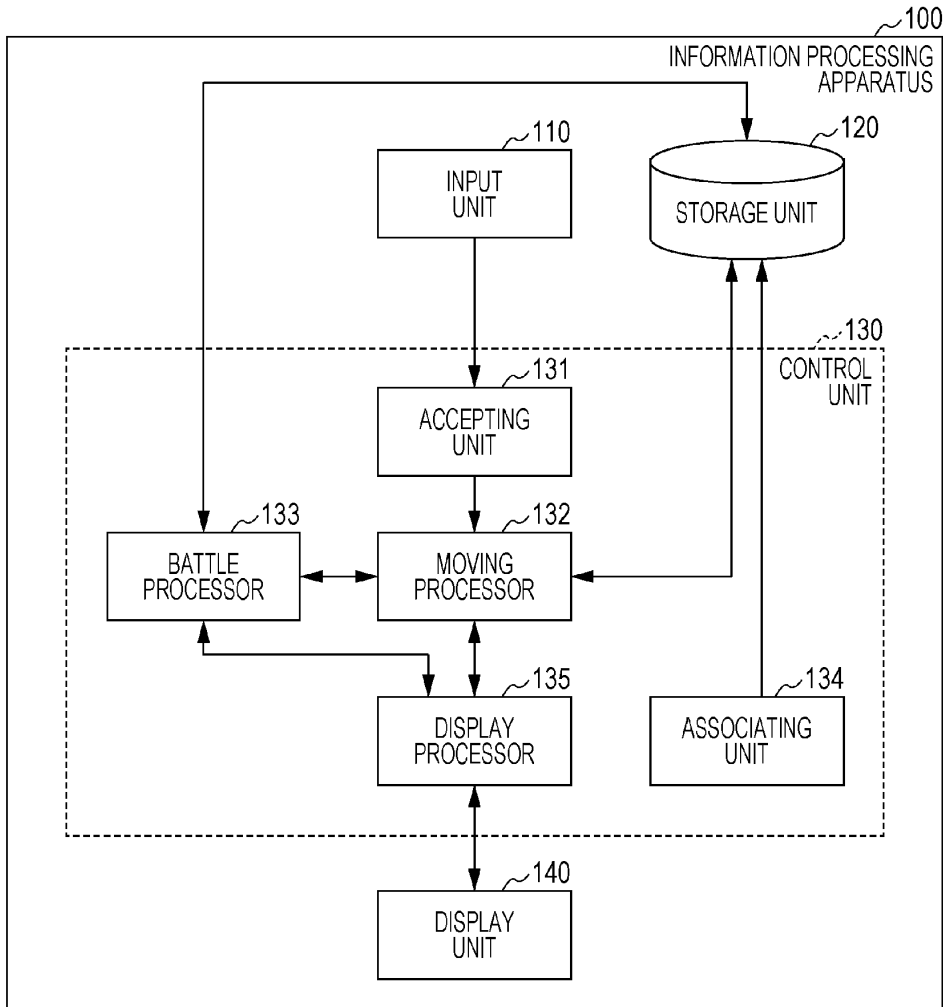 100
INFORMATION PROCESSING
APPARATUS
110
INPUT
UNIT
120
STORAGE UNIT
130
CONTROL
UNIT
131
ACCEPTING
UNIT
133
BATTLE
PROCESSOR
132
MOVING
PROCESSOR
135
DISPLAY
PROCESSOR
134
ASSOCIATING
UNIT
140
DISPLAY
UNIT